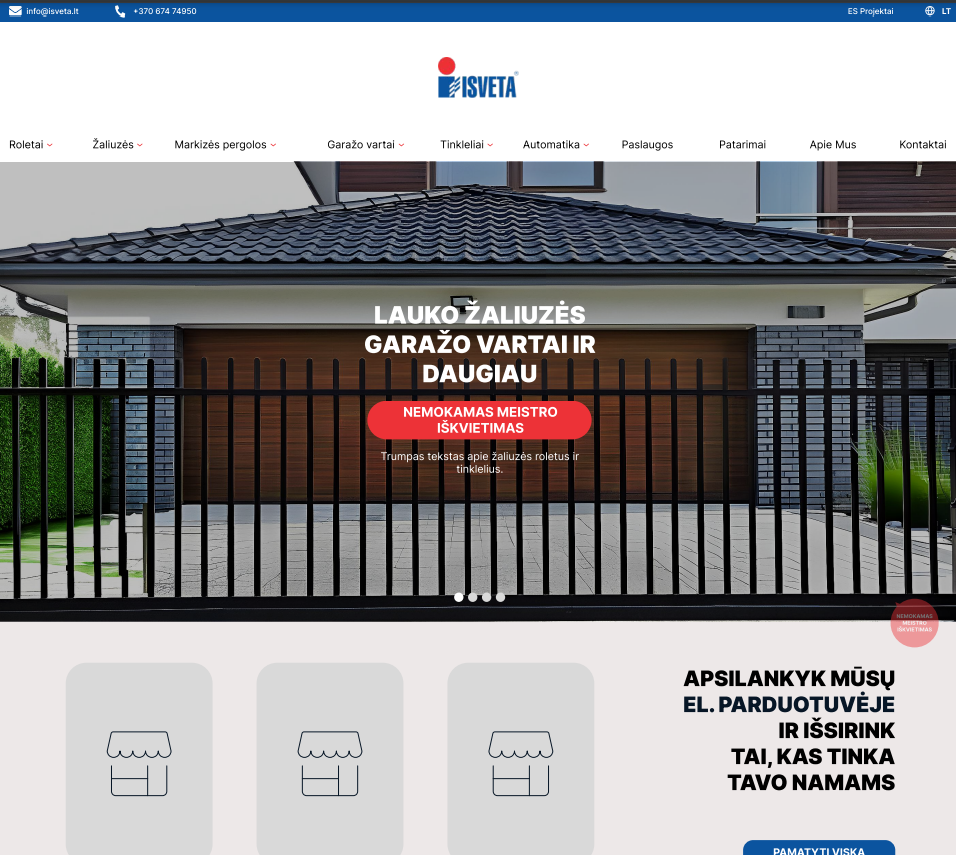 info@isveta.lt
+370 674 74950
ES Projektai
LT
ISVETA
Roletai
Žaliuzės
Markizės pergolos
Garažo vartai
Tinkleliai
Automatika
Paslaugos
Patarimai
Apie Mus
Kontaktai
LAUKO ŽALIUZĖS
GARAŽO VARTAI IR
DAUGIAU
NEMOKAMAS MEISTRO
IŠKVIETIMAS
Trumpas tekstas apie žaliuzės roletus ir
tinklelius.
NEMOKAMAS
MEISTRO
IŠKVIETIMAS
APSILANKYK MŪSŲ
EL. PARDUOTUVĖJE
IR IŠSIRINK
TAI, KAS TINKA
TAVO NAMAMS
PAMATYTI VISKĄ